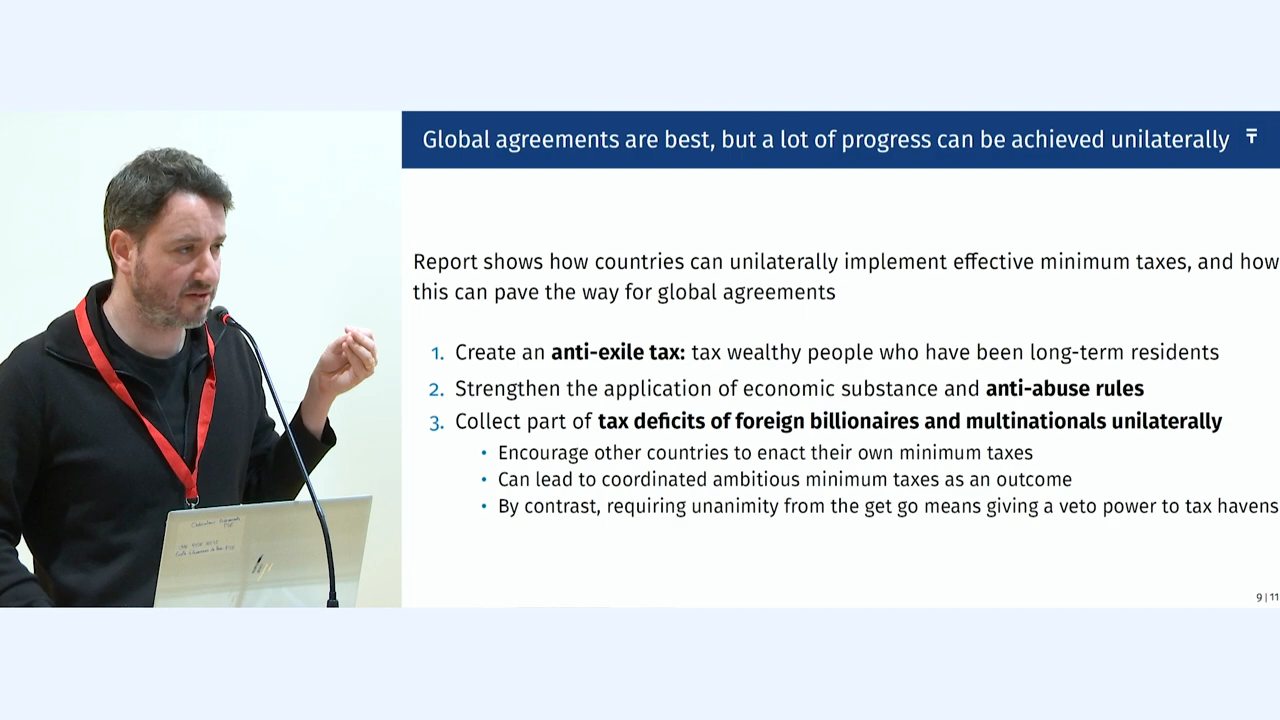 Global agreements are best, but a lot of progress can be achieved unilaterally
Report shows how countries can unilaterally implement effective minimum taxes, and how
this can pave the way for global agreements
1. Create an anti-exile tax: tax wealthy people who have been long-term residents
2. Strengthen the application of economic substance and anti-abuse rules
3. Collect part of tax deficits of foreign billionaires and multinationals unilaterally
• Encourage other countries to enact their own minimum taxes
• Can lead to coordinated ambitious minimum taxes as an outcome
• By contrast, requiring unanimity from the get go means giving a veto power to tax havens
9 | 11